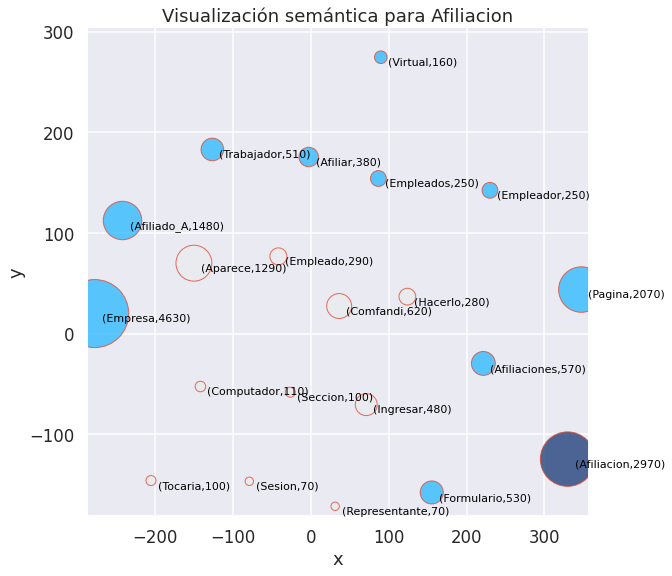 Visualización semántica para Afiliacion
300
(Virtual,160)
200
(Trabajador,510)
(Afiliar,380)
(Empleados,250)
(Empleador,250)
100
(Afiliado_A,1480)
(Empleado,290)
(Aparece,1290)
y
(Pagina,2070)
(Hacerlo,280)
(Comfandi,620)
(Empresa,4630)
0
(Afiliaciones,570)
(Computador,110)
(Seccion,100)
(Ingresar,480)
−100
(Afiliacion,2970)
(Tocaria,100)
(Sesion,70)
(Formulario,530)
(Representante,70)
−200
−100
0
100
200
300
x